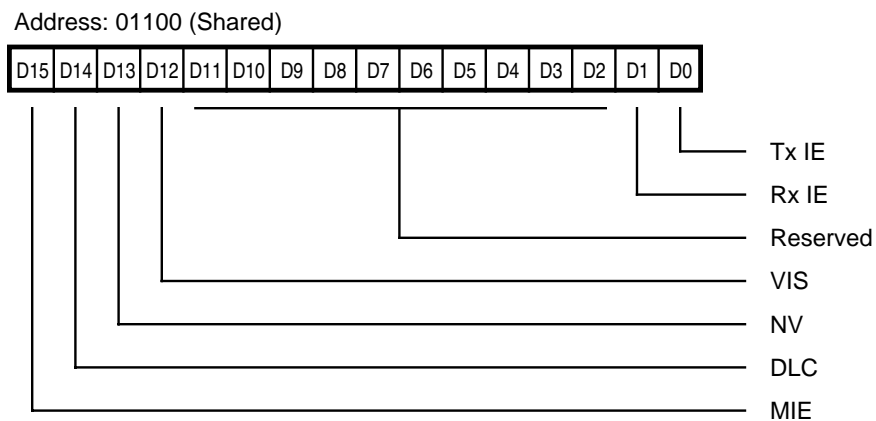 Address: 01100 (Shared)
D15 D14 D13 D12 D11 D10 D9 D8 D7 D6 D5 D4 D3 D2 D1 D0
Tx IE
Rx IE
Reserved
VIS
NV
DLC
MIE